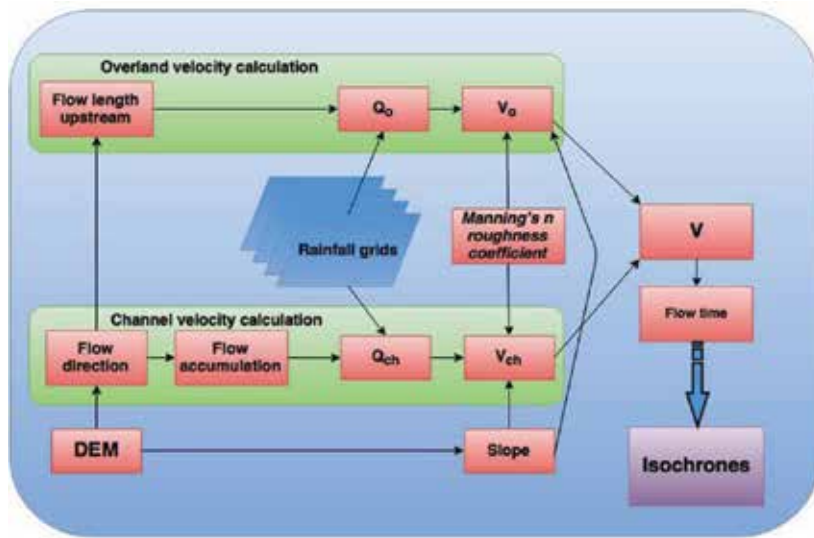 Overland velocity calculation
Flow length
upstream
Qo
Vo
Rainfall grids
Manning's n
roughness
coefficient
V
Flow time
Channel velocity calculation
Flow
direction
Flow
accumulation
Qch
Vch
DEM
Slope
Isochrones